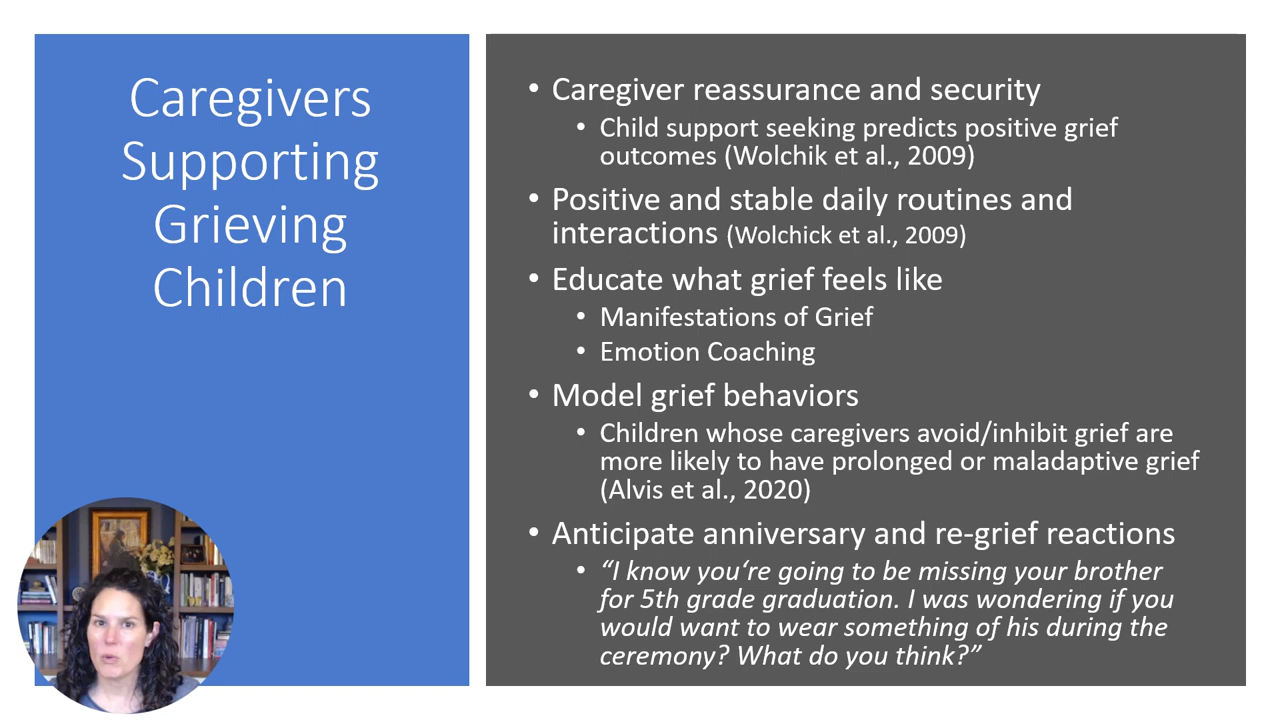 Caregivers
Supporting
Grieving
Children
• Caregiver reassurance and security
• Child support seeking predicts positive grief
outcomes (Wolchik et al., 2009)
• Positive and stable daily routines and
interactions (Wolchick et al., 2009)
• Educate what grief feels like
• Manifestations of Grief
• Emotion Coaching
• Model grief behaviors
• Children whose caregivers avoid/inhibit grief are
more likely to have prolonged or maladaptive grief
(Alvis et al., 2020)
• Anticipate anniversary and re-grief reactions
• “I know you‘re going to be missing your brother
for 5th grade graduation. I was wondering if you
would want to wear something of his during the
ceremony? What do you think?”